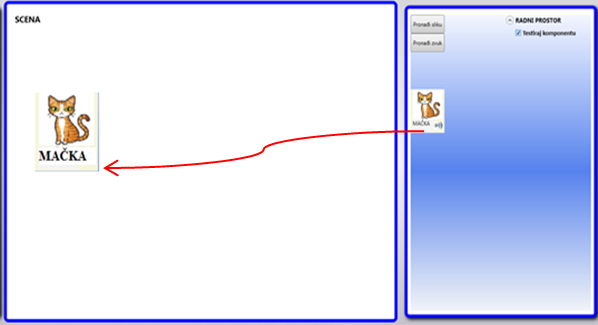 SCENA
MAČKA
Pronađi sliku
Pronađi zvuk
RADNI PROSTOR
Testiraj komponentu
MAČKA